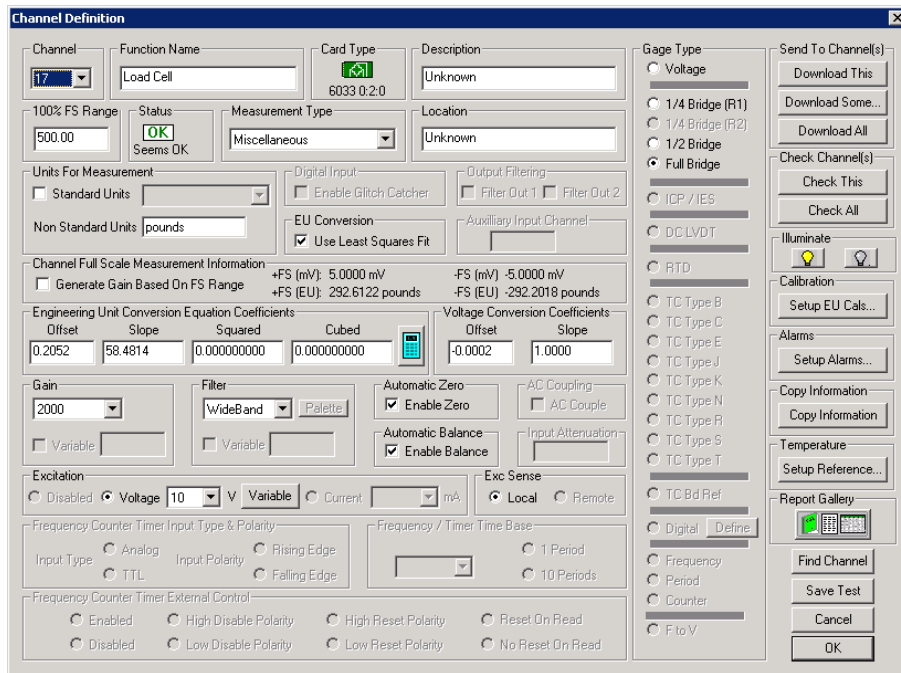 Channel Definition
Channel
17
Function Name
Load Cell
Card Type
6033 0:2:0
Description
Unknown
100% FS Range
500.00
Status
OK
Seems OK
Measurement Type
Miscellaneous
Location
Unknown
Units For Measurement
Standard Units
Non Standard Units pounds
Digital Input
Enable Glitch Catcher
Output Filtering
Filter Out 1 Filter Out 2
EU Conversion
Use Least Squares Fit
Auxilliary Input Channel
Channel Full Scale Measurement Information
Generate Gain Based On FS Range
+FS (mV): 5.0000 mV -FS (mV) -5.0000 mV
+FS (EU): 292.6122 pounds -FS (EU) -292.2018 pounds
Engineering Unit Conversion Equation Coefficients
Offset Slope Squared Cubed
0.2052 58.4814 0.000000000 0.000000000
Voltage Conversion Coefficients
Offset Slope
-0.0002 1.0000
Gain
2000
Variable
Filter
WideBand Palette
Variable
Automatic Zero
Enable Zero
AC Coupling
AC Couple
Automatic Balance
Enable Balance
Input Attenuation
Excitation
Disabled Voltage 10 V Variable Current mA
Exc Sense
Local Remote
Frequency Counter Timer Input Type & Polarity
Input Type Analog TTL
Input Polarity Rising Edge Falling Edge
Frequency / Timer Time Base
1 Period
10 Periods
Frequency Counter Timer External Control
Enabled High Disable Polarity High Reset Polarity Reset On Read
Disabled Low Disable Polarity Low Reset Polarity No Reset On Read
Gage Type
Voltage
1/4 Bridge (R1)
1/4 Bridge (R2)
1/2 Bridge
Full Bridge
ICP / IES
DC LVDT
RTD
TC Type B
TC Type C
TC Type E
TC Type J
TC Type K
TC Type N
TC Type R
TC Type S
TC Type T
TC Bd Ref
Digital Define
Frequency
Period
Counter
F to V
Send To Channel(s)
Download This
Download Some...
Download All
Check Channel(s)
Check This
Check All
Illuminate
Calibration
Setup EU Cals...
Alarms
Setup Alarms...
Copy Information
Copy Information
Temperature
Setup Reference...
Report Gallery
Find Channel
Save Test
Cancel
OK